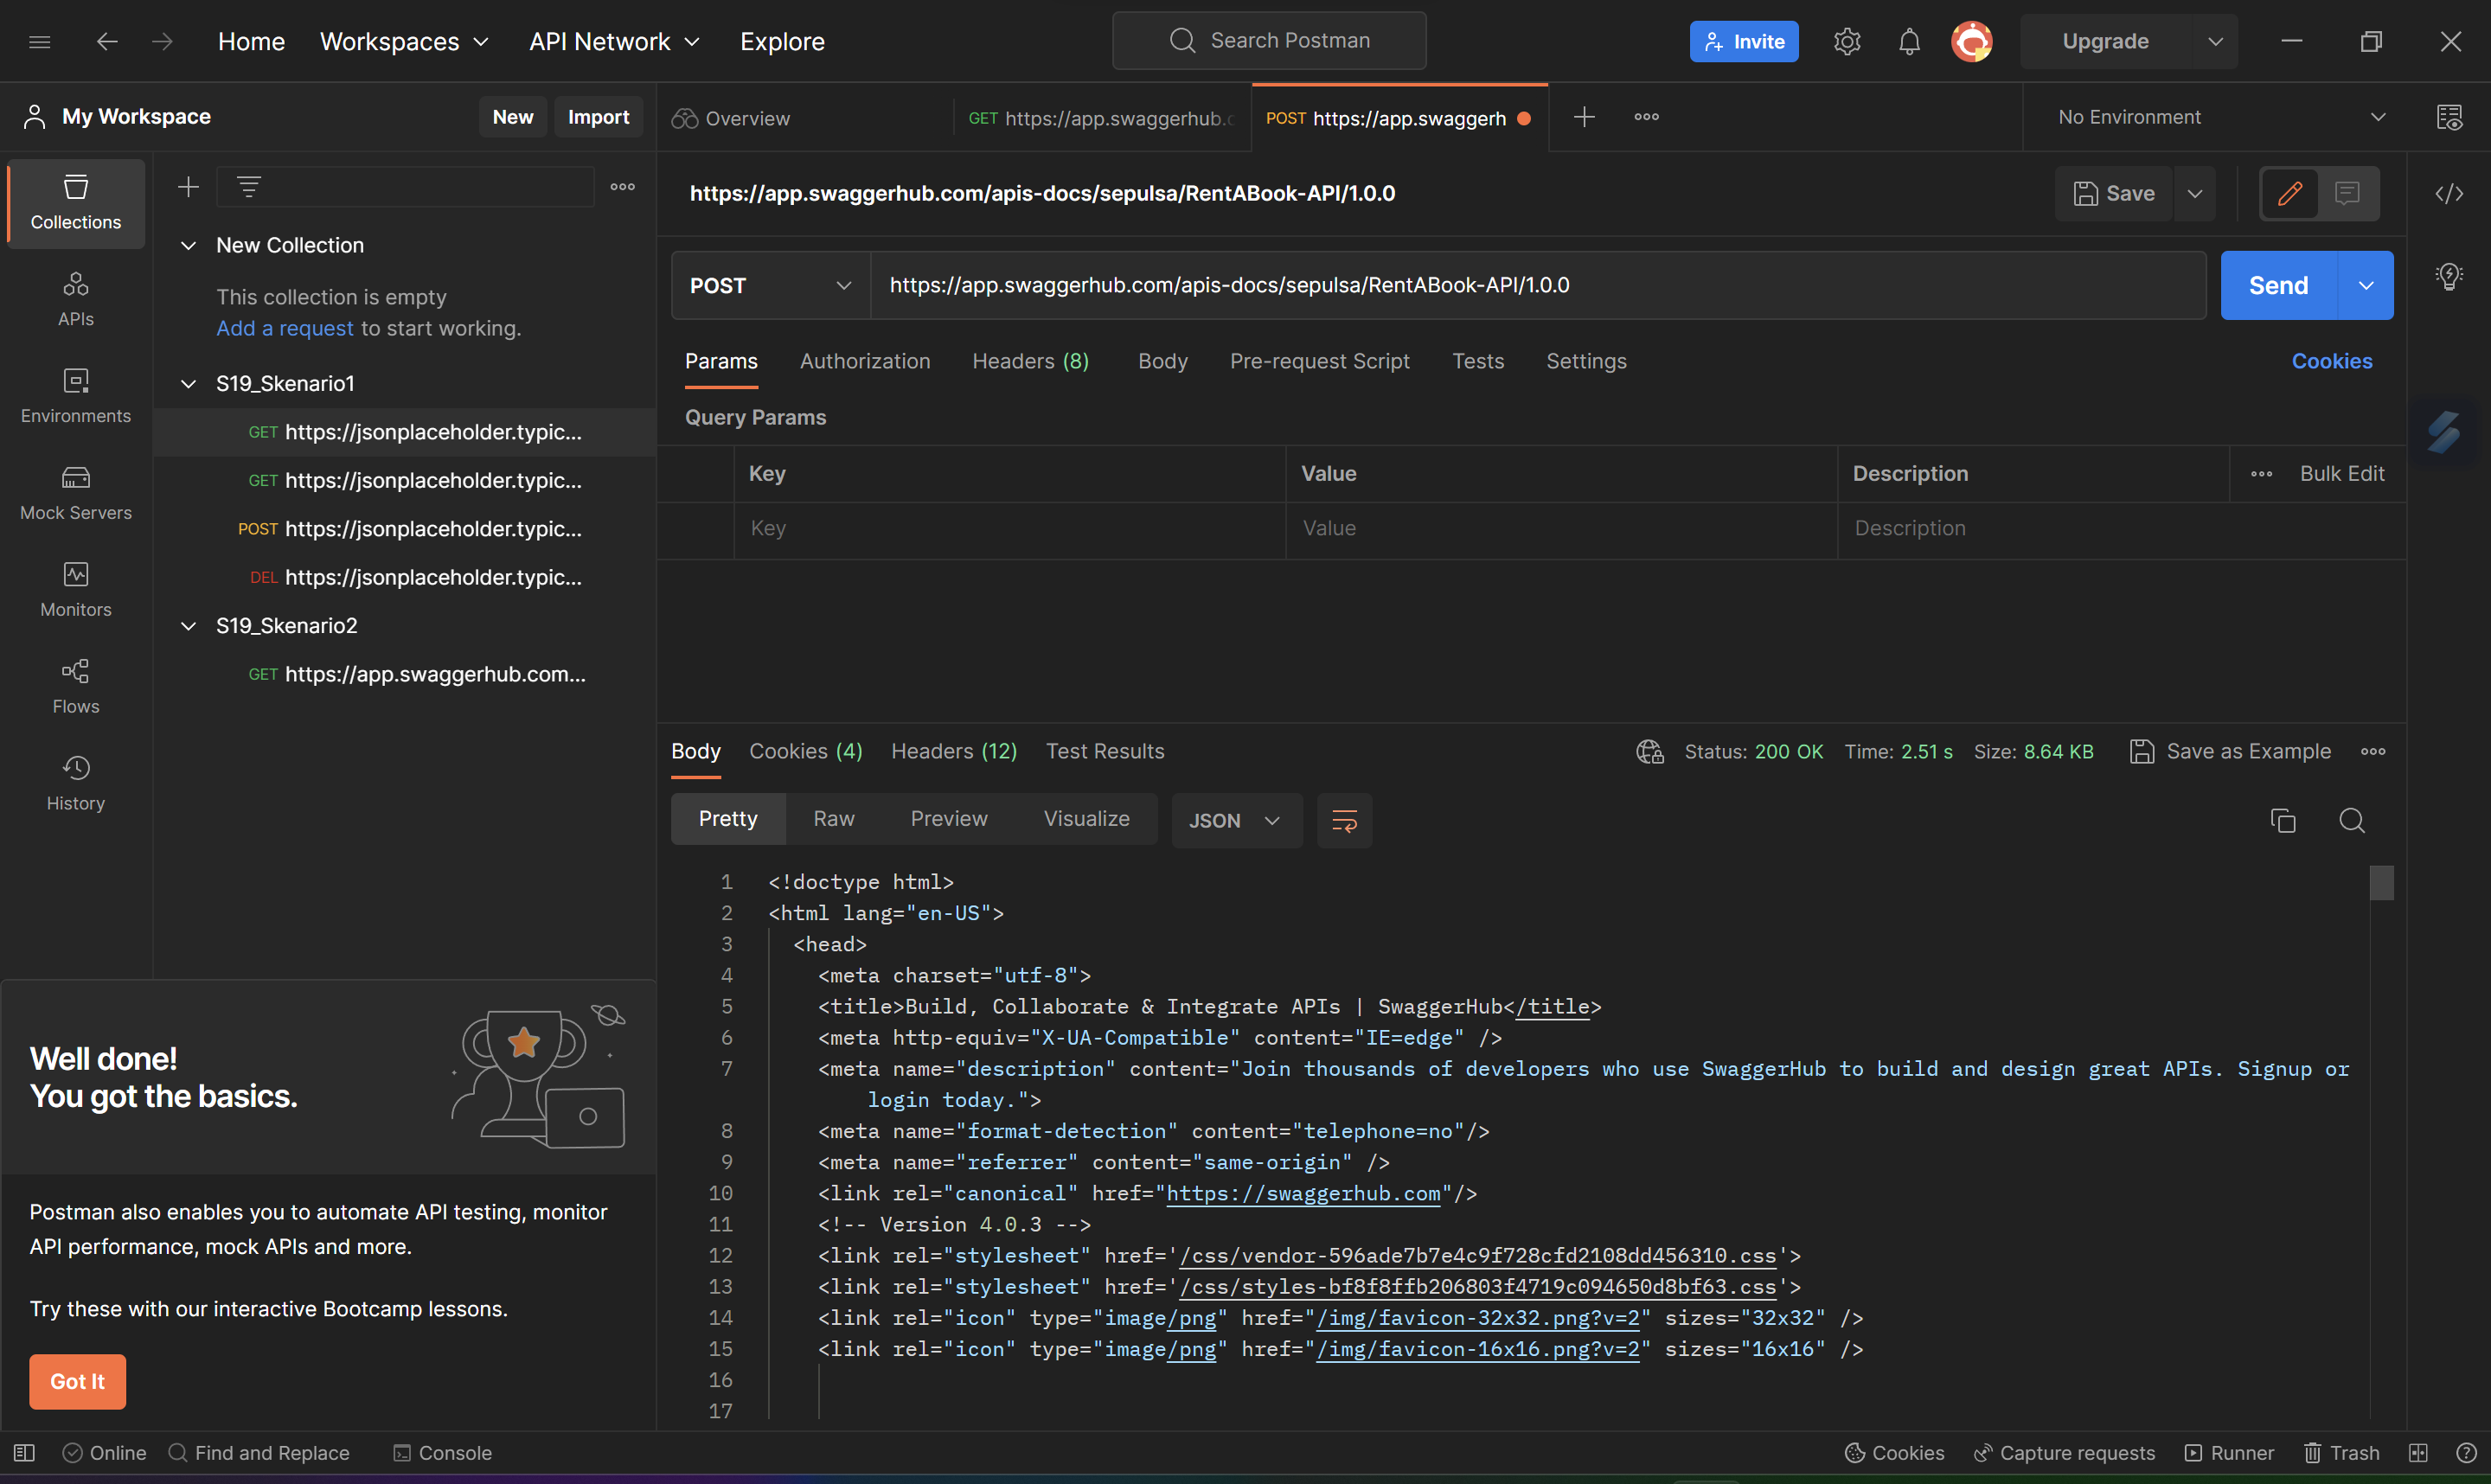 Home Workspaces API Network Explore Search Postman Invite Upgrade
My Workspace New Import
Overview GET https://app.swaggerhub.c POST https://app.swaggerh No Environment
Collections
APIs
Environments
Mock Servers
Monitors
Flows
History
New Collection
This collection is empty
Add a request to start working.
S19_Skenario1
GET https://jsonplaceholder.typic...
GET https://jsonplaceholder.typic...
POST https://jsonplaceholder.typic...
DEL https://jsonplaceholder.typic...
S19_Skenario2
GET https://app.swaggerhub.com...
Well done!
You got the basics.
Postman also enables you to automate API testing, monitor
API performance, mock APIs and more.
Try these with our interactive Bootcamp lessons.
Got It
https://app.swaggerhub.com/apis-docs/sepulsa/RentABook-API/1.0.0 Save
POST https://app.swaggerhub.com/apis-docs/sepulsa/RentABook-API/1.0.0 Send
Params Authorization Headers (8) Body Pre-request Script Tests Settings Cookies
Query Params
Key Value Description Bulk Edit
Key Value Description
Body Cookies (4) Headers (12) Test Results Status: 200 OK Time: 2.51 s Size: 8.64 KB Save as Example
Pretty Raw Preview Visualize JSON
1 <!doctype html>
2 <html lang="en-US">
3 <head>
4 <meta charset="utf-8">
5 <title>Build, Collaborate & Integrate APIs | SwaggerHub</title>
6 <meta http-equiv="X-UA-Compatible" content="IE=edge" />
7 <meta name="description" content="Join thousands of developers who use SwaggerHub to build and design great APIs. Signup or
login today.">
8 <meta name="format-detection" content="telephone=no"/>
9 <meta name="referrer" content="same-origin" />
10 <link rel="canonical" href="https://swaggerhub.com"/>
11 <!-- Version 4.0.3 -->
12 <link rel="stylesheet" href='/css/vendor-596ade7b7e4c9f728cfd2108dd456310.css'>
13 <link rel="stylesheet" href='/css/styles-bf8f8ffb206803f4719c094650d8bf63.css'>
14 <link rel="icon" type="image/png" href="/img/favicon-32x32.png?v=2" sizes="32x32" />
15 <link rel="icon" type="image/png" href="/img/favicon-16x16.png?v=2" sizes="16x16" />
16
17
Online Find and Replace Console Cookies Capture requests Runner Trash